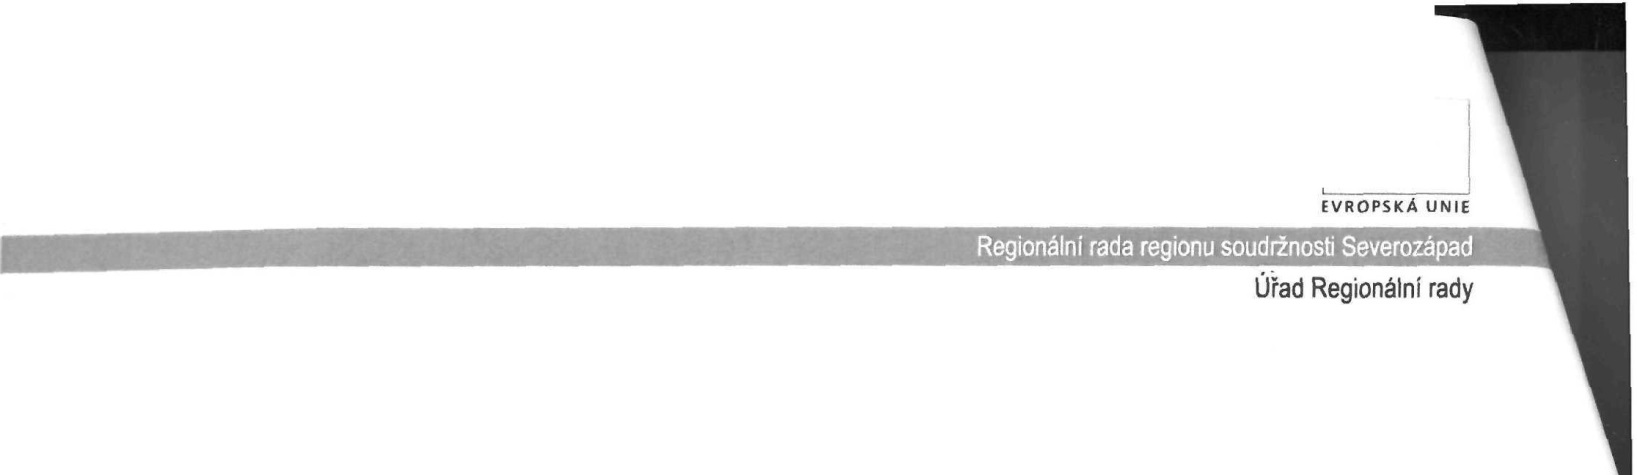 EVROPSKÁ UNIE
Regionální rada regionu soudržnosti Severozápad
Úřad Regionální rady